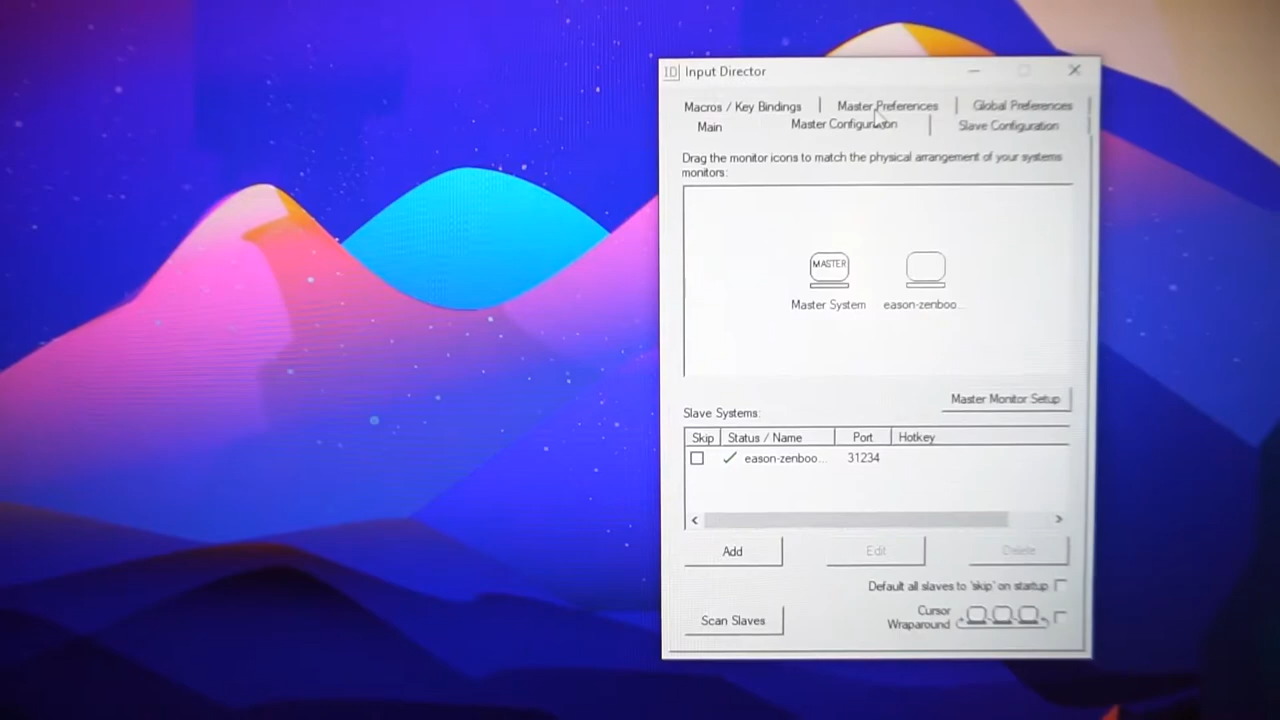 ID Input Director
Macros / Key Bindings Master Preferences Global Preferences
Main Master Configuration Slave Configuration
Drag the monitor icons to match the physical arrangement of your systems
monitors:
MASTER
Master System eason-zenboo...
Master Monitor Setup
Slave Systems:
Skip Status / Name Port Hotkey
eason-zenboo... 31234
Add Edit Delete
Default all slaves to 'skip' on startup
Scan Slaves
Cursor
Wraparound